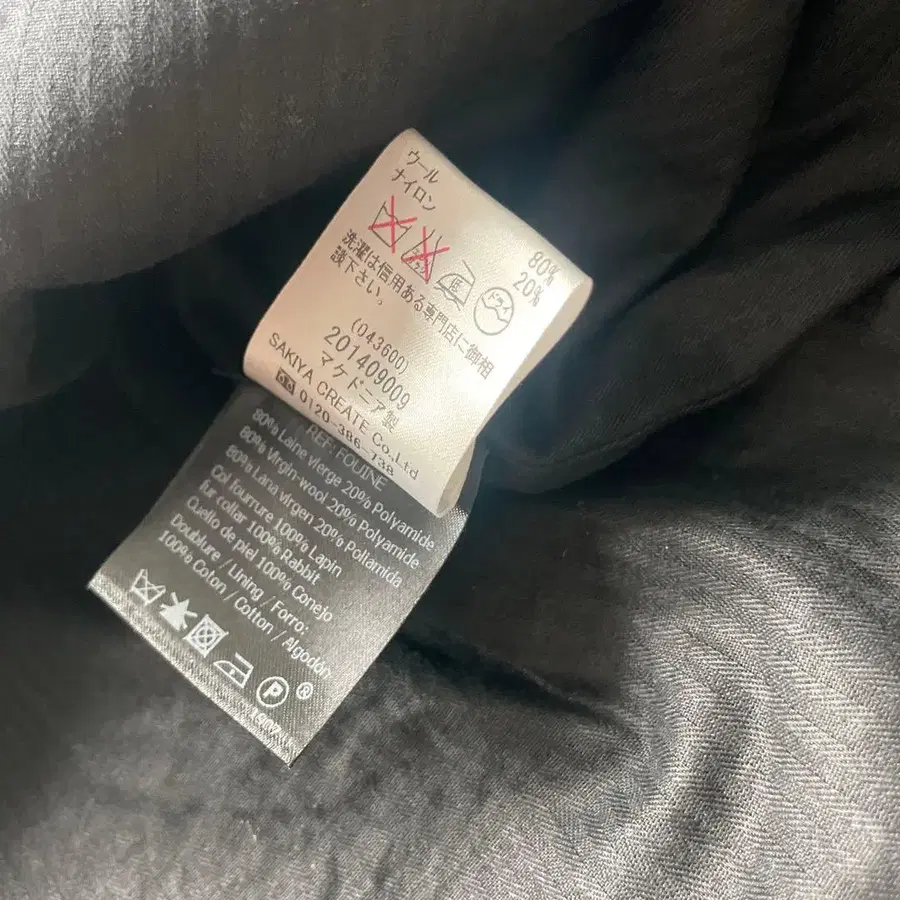 ウール 80%
ナイロン 20%
洗濯は信用ある専門店に御相
談下さい。
(043600)
201409009
マケドニア製
SAKIYA CREATE Co.,Ltd
0120-386-738
REF: FOUINE
80% Laine vierge 20% Polyamide
80% Virgin-wool 20% Polyamide
80% Lana virgen 20% Poliamida
Col fourrure 100% Lapin
fur collar 100% Rabbit
Cuello de piel 100% Conejo
Doublure / Lining / Forro:
100% Coton / Cotton / Algodón
P ®